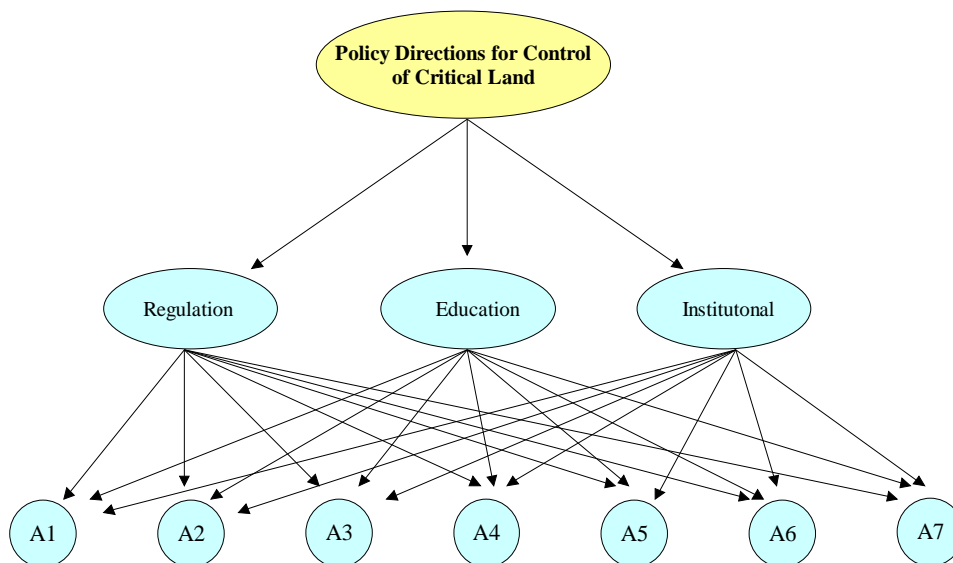 Policy Directions for Control
of Critical Land
Regulation
Education
Institutonal
A1
A2
A3
A4
A5
A6
A7